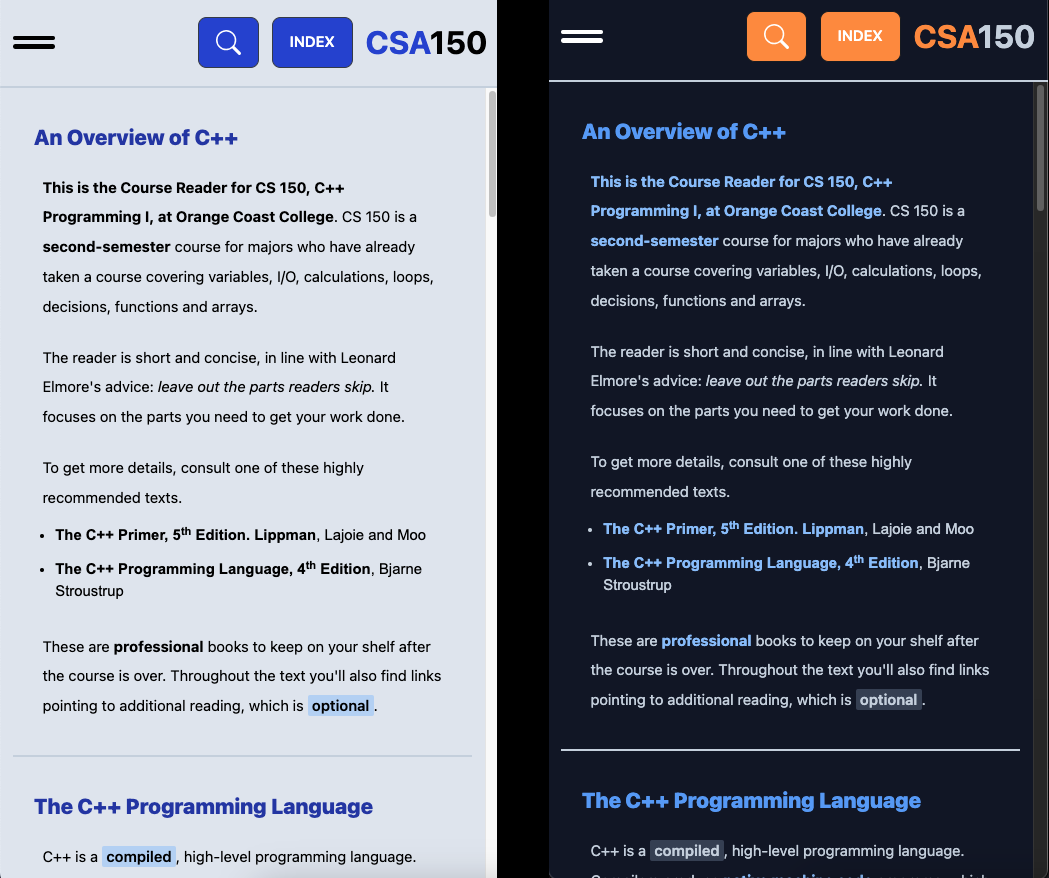 INDEX CSA150
An Overview of C++
This is the Course Reader for CS 150, C++
Programming I, at Orange Coast College. CS 150 is a
second-semester course for majors who have already
taken a course covering variables, I/O, calculations, loops,
decisions, functions and arrays.
The reader is short and concise, in line with Leonard
Elmore's advice: leave out the parts readers skip. It
focuses on the parts you need to get your work done.
To get more details, consult one of these highly
recommended texts.
• The C++ Primer, 5th Edition. Lippman, Lajoie and Moo
• The C++ Programming Language, 4th Edition, Bjarne
Stroustrup
These are professional books to keep on your shelf after
the course is over. Throughout the text you'll also find links
pointing to additional reading, which is optional.
The C++ Programming Language
C++ is a compiled, high-level programming language.
INDEX CSA150
An Overview of C++
This is the Course Reader for CS 150, C++
Programming I, at Orange Coast College. CS 150 is a
second-semester course for majors who have already
taken a course covering variables, I/O, calculations, loops,
decisions, functions and arrays.
The reader is short and concise, in line with Leonard
Elmore's advice: leave out the parts readers skip. It
focuses on the parts you need to get your work done.
To get more details, consult one of these highly
recommended texts.
• The C++ Primer, 5th Edition. Lippman, Lajoie and Moo
• The C++ Programming Language, 4th Edition, Bjarne
Stroustrup
These are professional books to keep on your shelf after
the course is over. Throughout the text you'll also find links
pointing to additional reading, which is optional.
The C++ Programming Language
C++ is a compiled, high-level programming language.